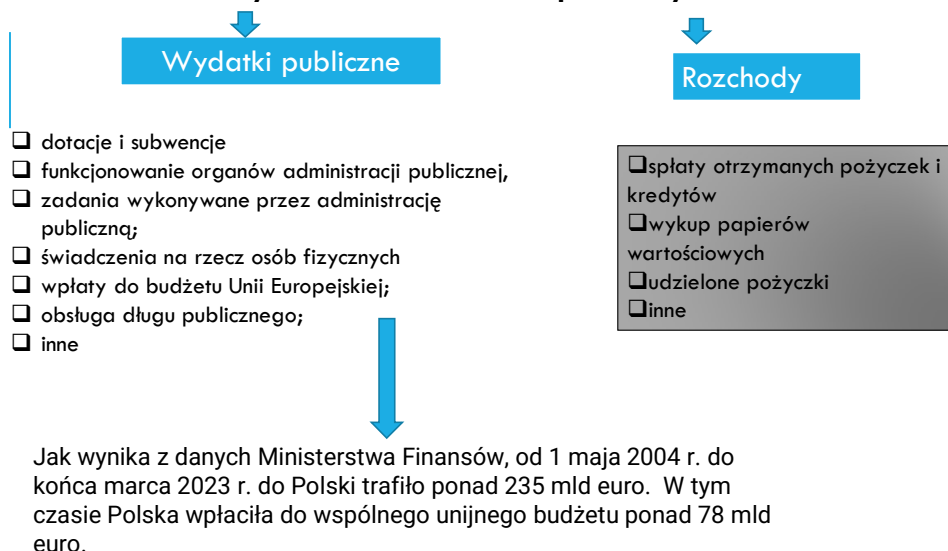 Wydatki publiczne
Rozchody
❑ dotacje i subwencje
❑ funkcjonowanie organów administracji publicznej,
❑ zadania wykonywane przez administrację
publiczną;
❑ świadczenia na rzecz osób fizycznych
❑ wpłaty do budżetu Unii Europejskiej;
❑ obsługa długu publicznego;
❑ inne
❑spłaty otrzymanych pożyczek i
kredytów
❑wykup papierów
wartościowych
❑udzielone pożyczki
❑inne
Jak wynika z danych Ministerstwa Finansów, od 1 maja 2004 r. do
końca marca 2023 r. do Polski trafiło ponad 235 mld euro. W tym
czasie Polska wpłaciła do wspólnego unijnego budżetu ponad 78 mld
euro.